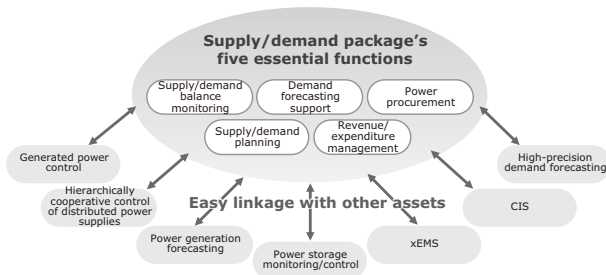 Supply/demand package's
five essential functions
Supply/demand
balance
monitoring
Demand
forecasting
support
Power
procurement
Supply/demand
planning
Revenue/
expenditure
management
Generated power
control
High-precision
demand forecasting
Hierarchically
cooperative control
of distributed power
supplies
Easy linkage with other assets
CIS
Power generation
forecasting
xEMS
Power storage
monitoring/control